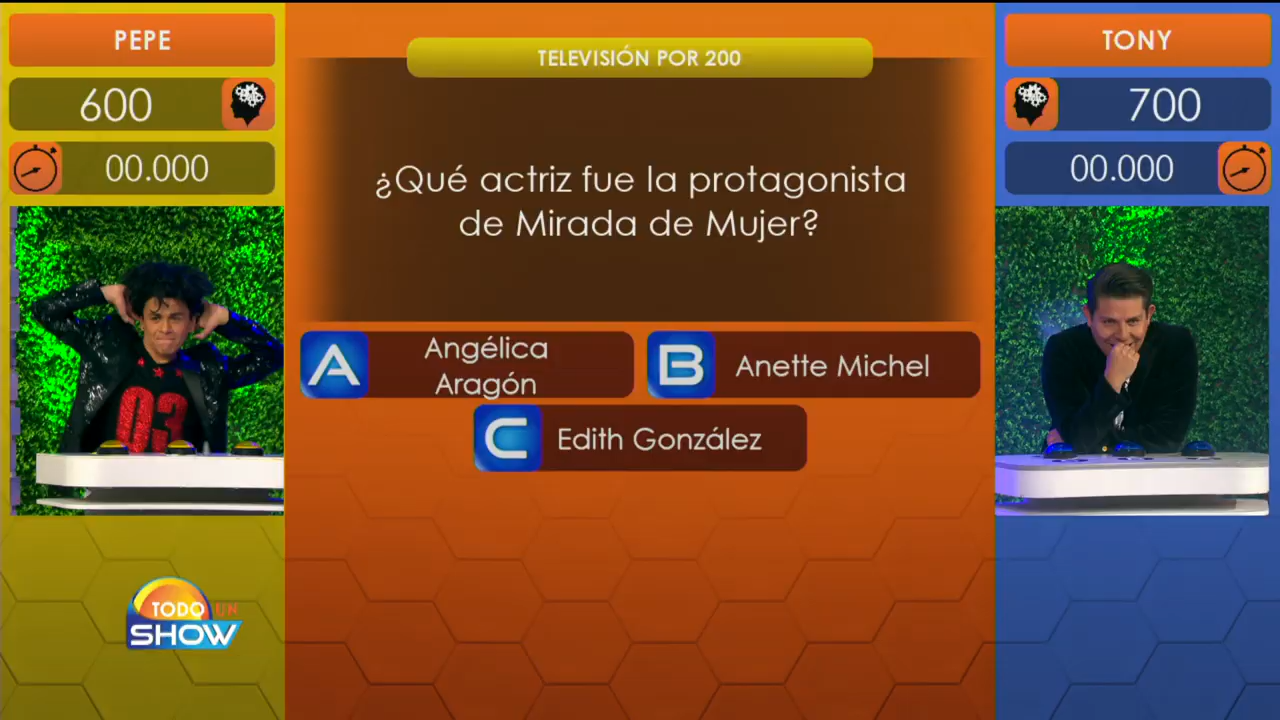 PEPE
600
00.000
TELEVISIÓN POR 200
¿Qué actriz fue la protagonista
de Mirada de Mujer?
A
Angélica
Aragón
B
Anette Michel
C
Edith González
TONY
700
00.000
03
TODO UN
SHOW